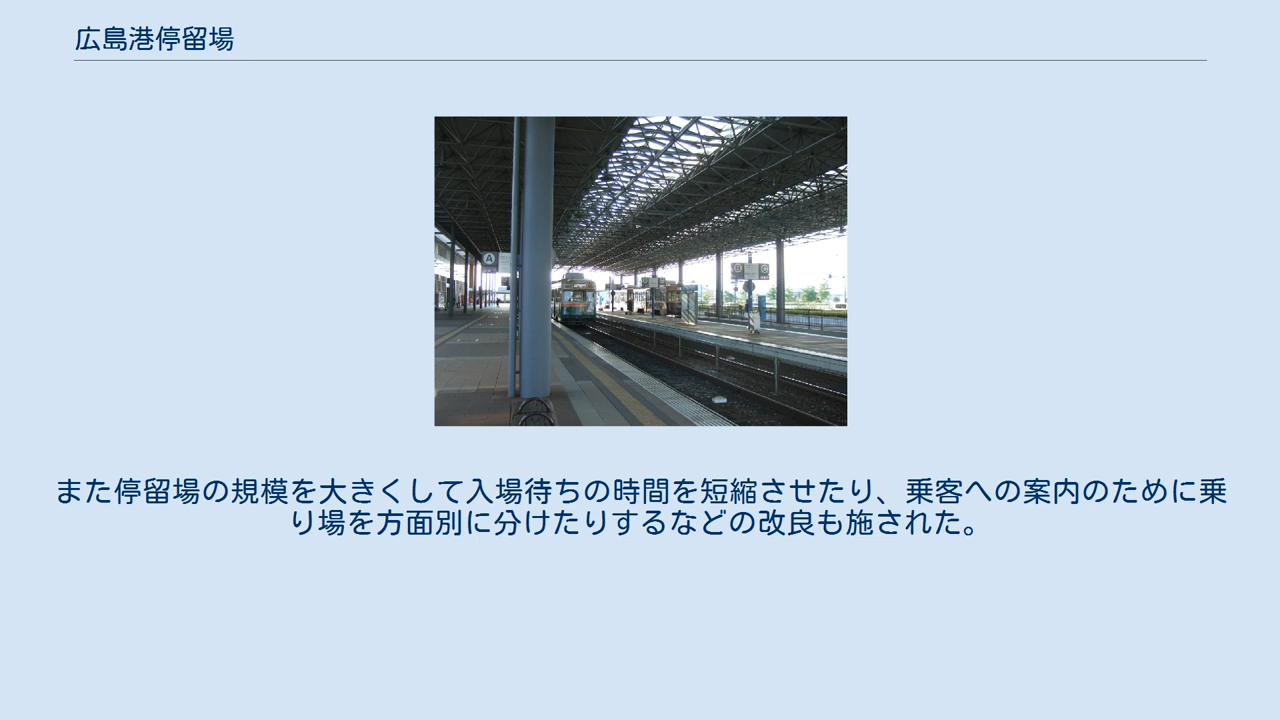 広島港停留場
A
また停留場の規模を大きくして入場待ちの時間を短縮させたり、乗客への案内のために乗
り場を方面別に分けたりするなどの改良も施された。